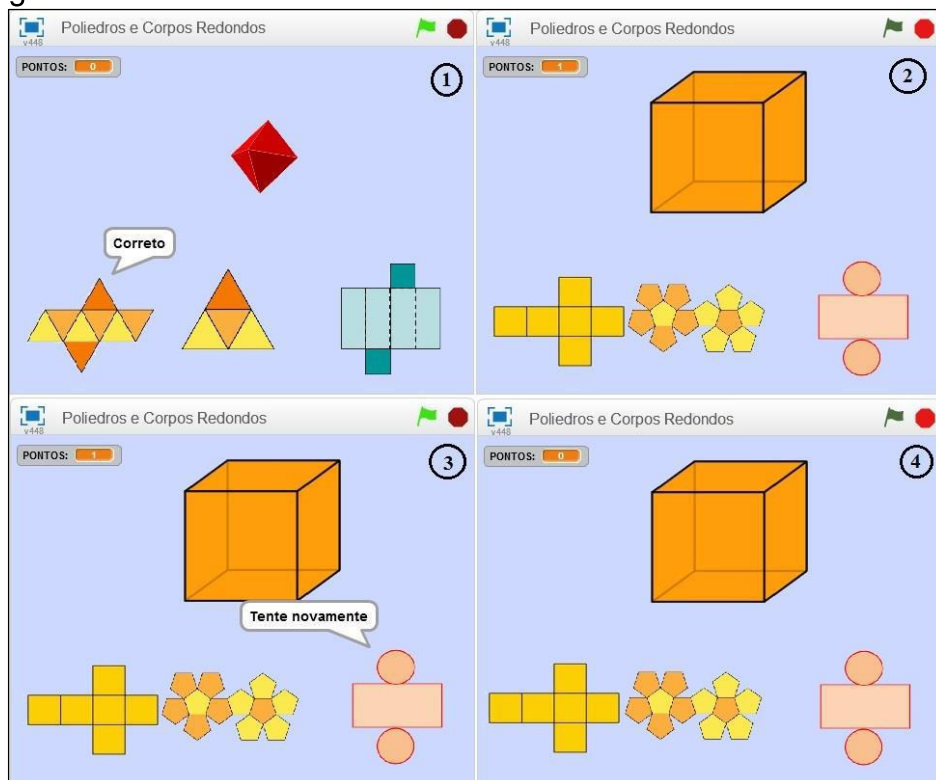 g
Poliedros e Corpos Redondos
v448
PONTOS: 0
1
Correto
Poliedros e Corpos Redondos
v448
PONTOS: 1
2
Poliedros e Corpos Redondos
v448
PONTOS: 1
3
Tente novamente
Poliedros e Corpos Redondos
v448
PONTOS: 0
4